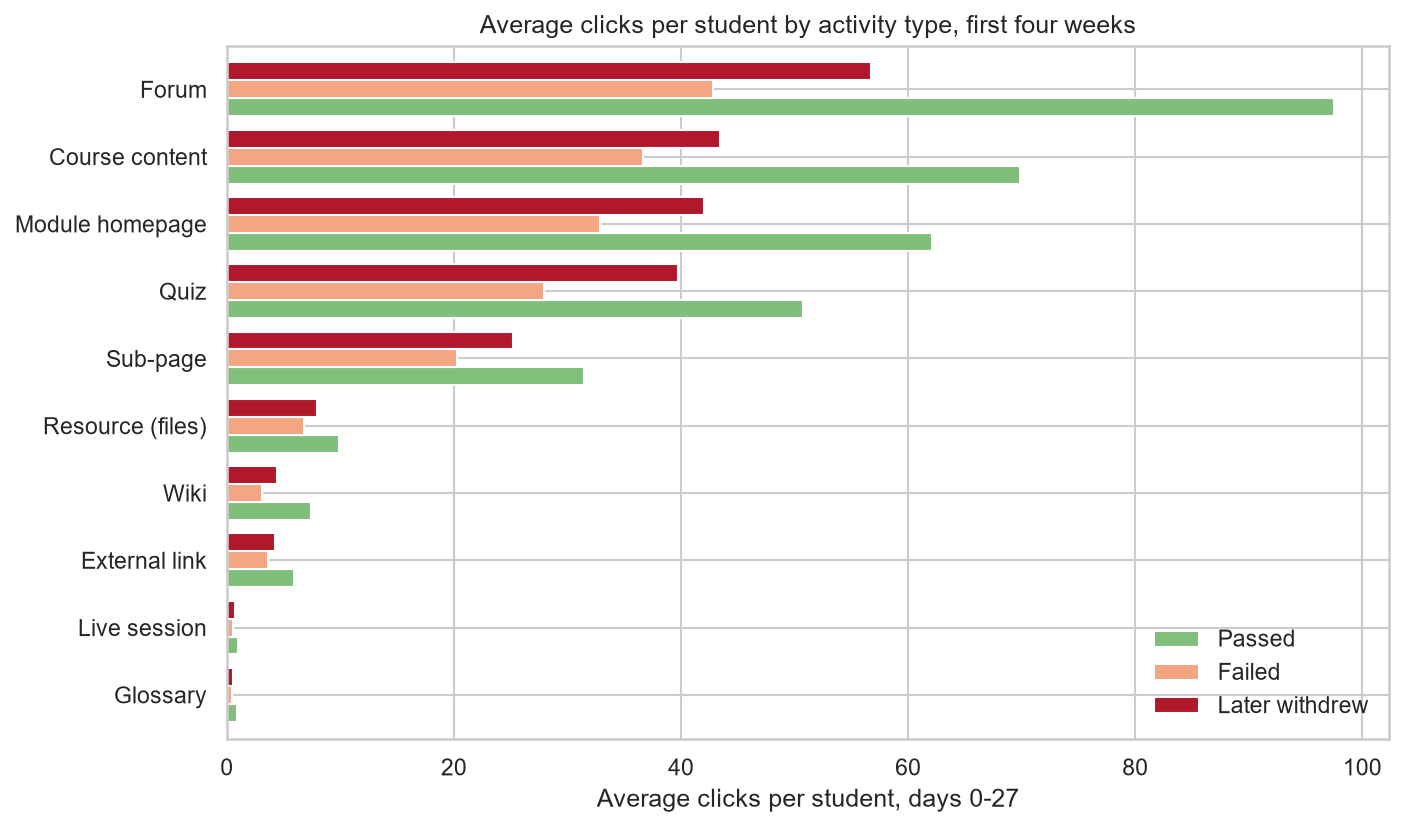 Average clicks per student by activity type, first four weeks
Forum
Course content
Module homepage
Quiz
Sub-page
Resource (files)
Wiki
External link
Live session
Glossary
Passed
Failed
Later withdrew
0 20 40 60 80 100
Average clicks per student, days 0-27